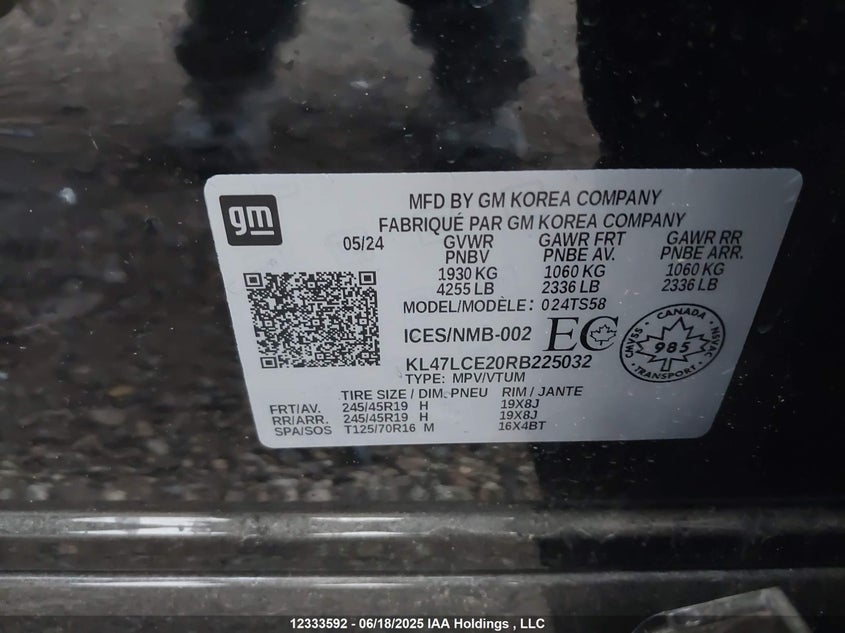 gm
MFD BY GM KOREA COMPANY
FABRIQUÉ PAR GM KOREA COMPANY
05/24 GVWR GAWR FRT GAWR RR
PNBV PNBE AV. PNBE ARR.
1930 KG 1060 KG 1060 KG
4255 LB 2336 LB 2336 LB
MODEL/MODÈLE: 024TS58
ICES/NMB-002 EC
CANADA
CMVSS 985 NSVAC
TRANSPORT
KL47LCE20RB225032
TYPE: MPV/VTUM
TIRE SIZE / DIM. PNEU RIM / JANTE
FRT/AV. 245/45R19 H 19X8J
RR/ARR. 245/45R19 H 19X8J
SPA/SOS T125/70R16 M 16X4BT
12333592 - 06/18/2025 IAA Holdings , LLC